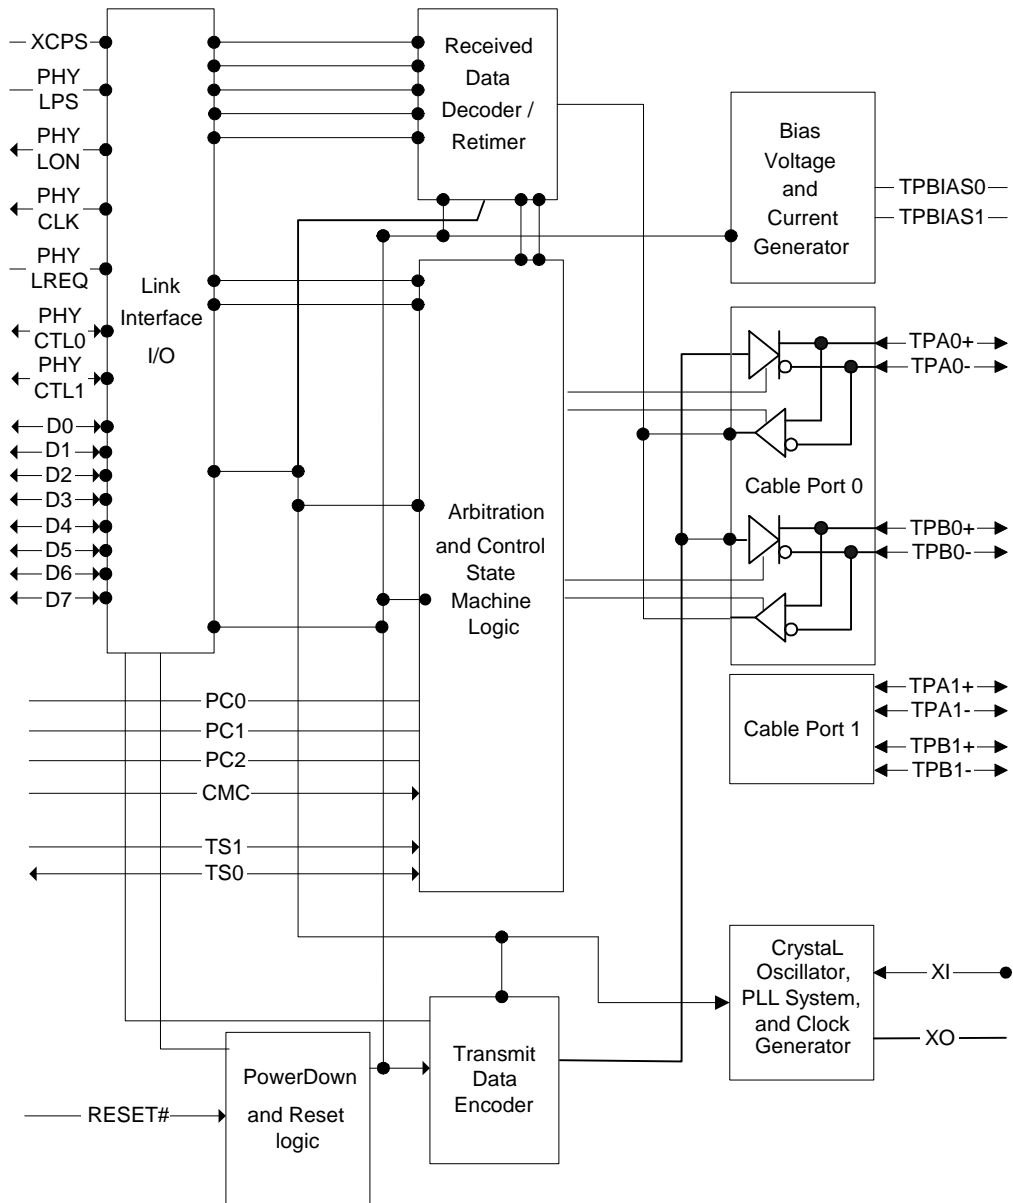 XCPS
PHY
LPS
PHY
LON
PHY
CLK
PHY
LREQ
PHY
CTL0
PHY
CTL1
D0
D1
D2
D3
D4
D5
D6
D7
Link
Interface
I/O
Received
Data
Decoder /
Retimer
Bias
Voltage
and
Current
Generator
TPBIAS0
TPBIAS1
TPA0+
TPA0-
Cable Port 0
TPB0+
TPB0-
Arbitration
and Control
State
Machine
Logic
PC0
PC1
PC2
CMC
TS1
TS0
Cable Port 1
TPA1+
TPA1-
TPB1+
TPB1-
CrystaL
Oscillator,
PLL System,
and Clock
Generator
XI
XO
Transmit
Data
Encoder
PowerDown
and Reset
logic
RESET#